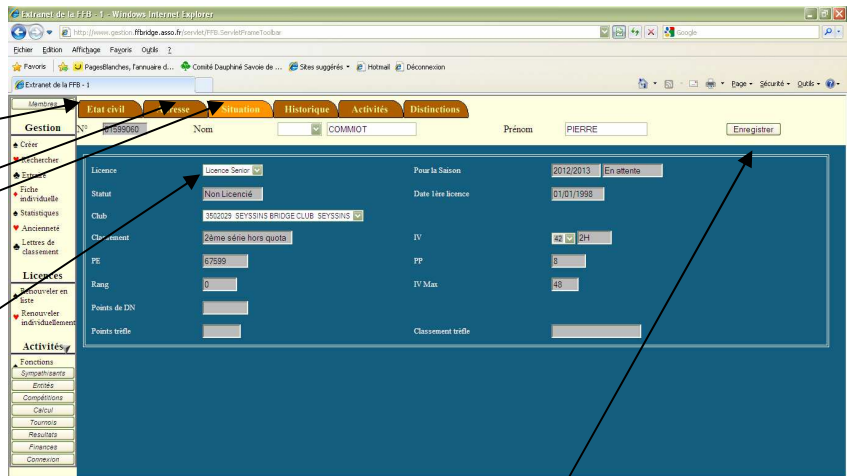 Extranet de la FFB - 1 - Windows Internet Explorer
http://www.gestion.ffbridge.asso.fr/servlet/FFB.ServletFrameToolbar
Google
Fichier Edition Affichage Favoris Outils ?
Favoris PagesBlanches, l'annuaire d... Comité Dauphiné Savoie de ... Sites suggérés Hotmail Déconnexion
Extranet de la FFB - 1
Page Sécurité Outils
Membres
Etat civil Situation Historique Activités Distinctions
Gestion
N° 01599060 Nom COMMIOT Prénom PIERRE Enregistrer
Créer
Rechercher
Extraire
Fiche individuelle
Statistiques
Ancienneté
Lettres de classement
Licences
Renouveler en liste
Renouveler individuellement
Activités
Fonctions
Sympathisants
Entités
Compétitions
Calcul
Tournois
Resultats
Finances
Connexion
Licence Licence Senior Pour la Saison 2012/2013 En attente
Statut Non Licencié Date 1ère licence 01/01/1998
Club 3502029 SEYSSINS BRIDGE CLUB SEYSSINS
Classement 2ème série hors quota IV 42 2H
PE 67599 PP 8
Rang 0 IV Max 48
Points de DN
Points trèfle Classement trèfle